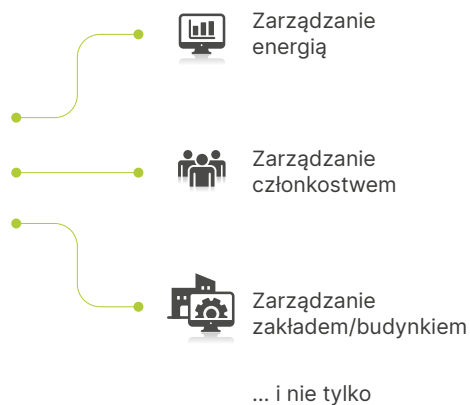 Zarządzanie
energią
Zarządzanie
członkostwem
Zarządzanie
zakładem/budynkiem
... i nie tylko